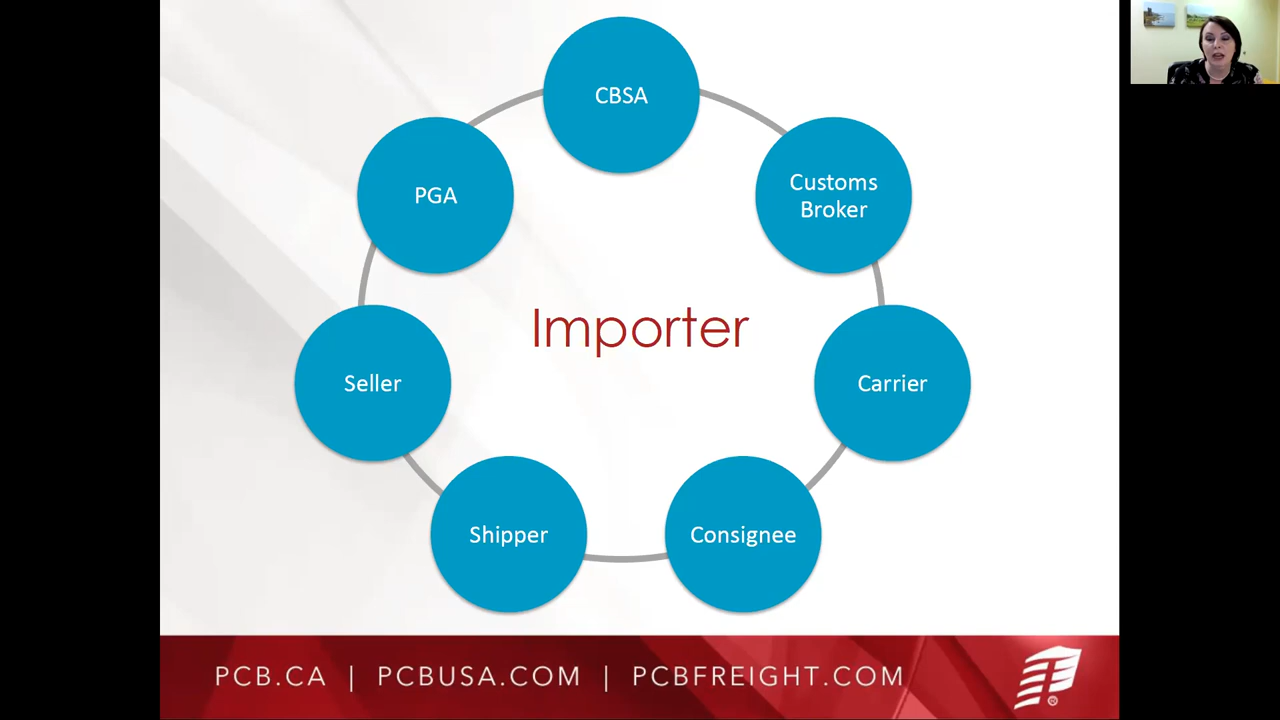 CBSA
PGA
Customs
Broker
Importer
Seller
Carrier
Shipper
Consignee
PCB.CA | PCBUSA.COM | PCBFREIGHT.COM
®